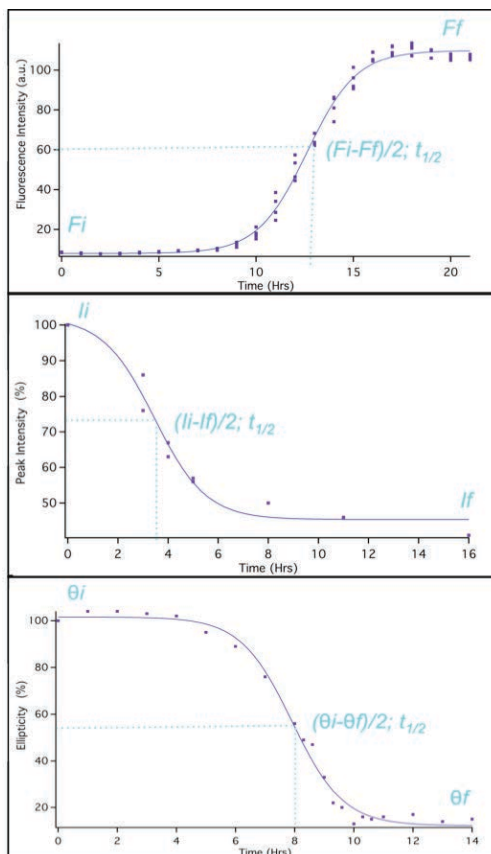 Ff
100
80
60
40
20
Fluorescence Intensity (a.u.)
(Fi-Ff)/2; t1/2
Fi
0
5
10
15
20
Time (Hrs)
Ii
100
90
80
70
60
50
Peak Intensity (%)
(Ii-If)/2; t1/2
If
0
2
4
6
8
10
12
14
16
Time (Hrs)
θi
100
80
60
40
20
Ellipticity (%)
(θi-θf)/2; t1/2
θf
0
2
4
6
8
10
12
14
Time (Hrs)